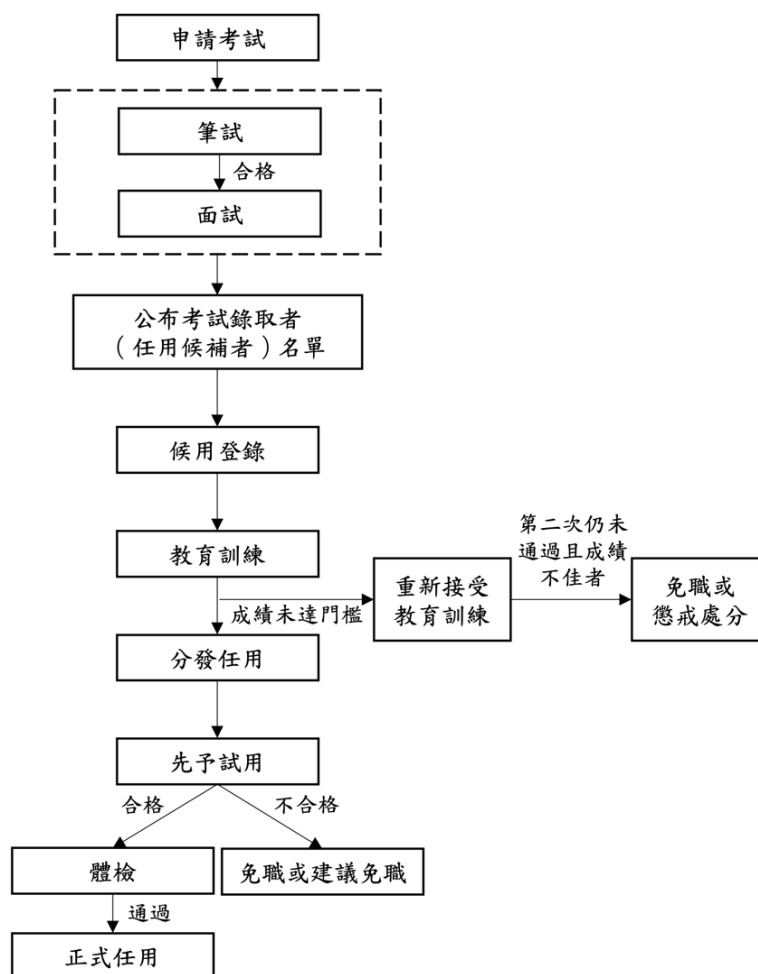 申請考試
筆試
合格
面試
公布考試錄取者
（任用候補者）名單
候用登錄
教育訓練
成績未達門檻
重新接受
教育訓練
第二次仍未
通過且成績
不佳者
免職或
懲戒處分
分發任用
先予試用
合格
不合格
體檢
免職或建議免職
通過
正式任用